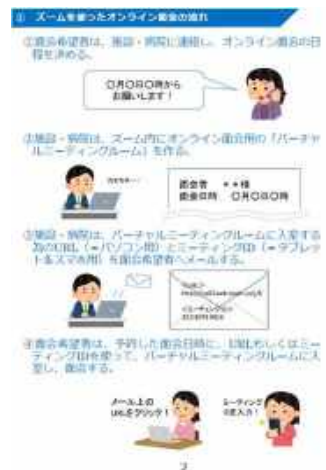 ② ズームを使ったオンライン面会の流れ
①面会希望者は、施設・病院に連絡し、オンライン面会の日
程を決める。
〇月〇日〇時から
お願いします！
②施設・病院は、ズーム内にオンライン面会用の「バーチャ
ルミーティングルーム」を作る。
面会者 **様
面会日時 〇月〇日〇時
③施設・病院は、バーチャルミーティングルームに入室する
為のURL（=パソコン用）とミーティングID（=タブレッ
ト&スマホ用）を面会希望者へメールする。
④面会希望者は、予約した面会日時に、URLもしくはミー
ティングIDを使って、バーチャルミーティングルームに入
室し、面会する。
メール上の
URLをクリック！
ミーティング
IDを入力！
2